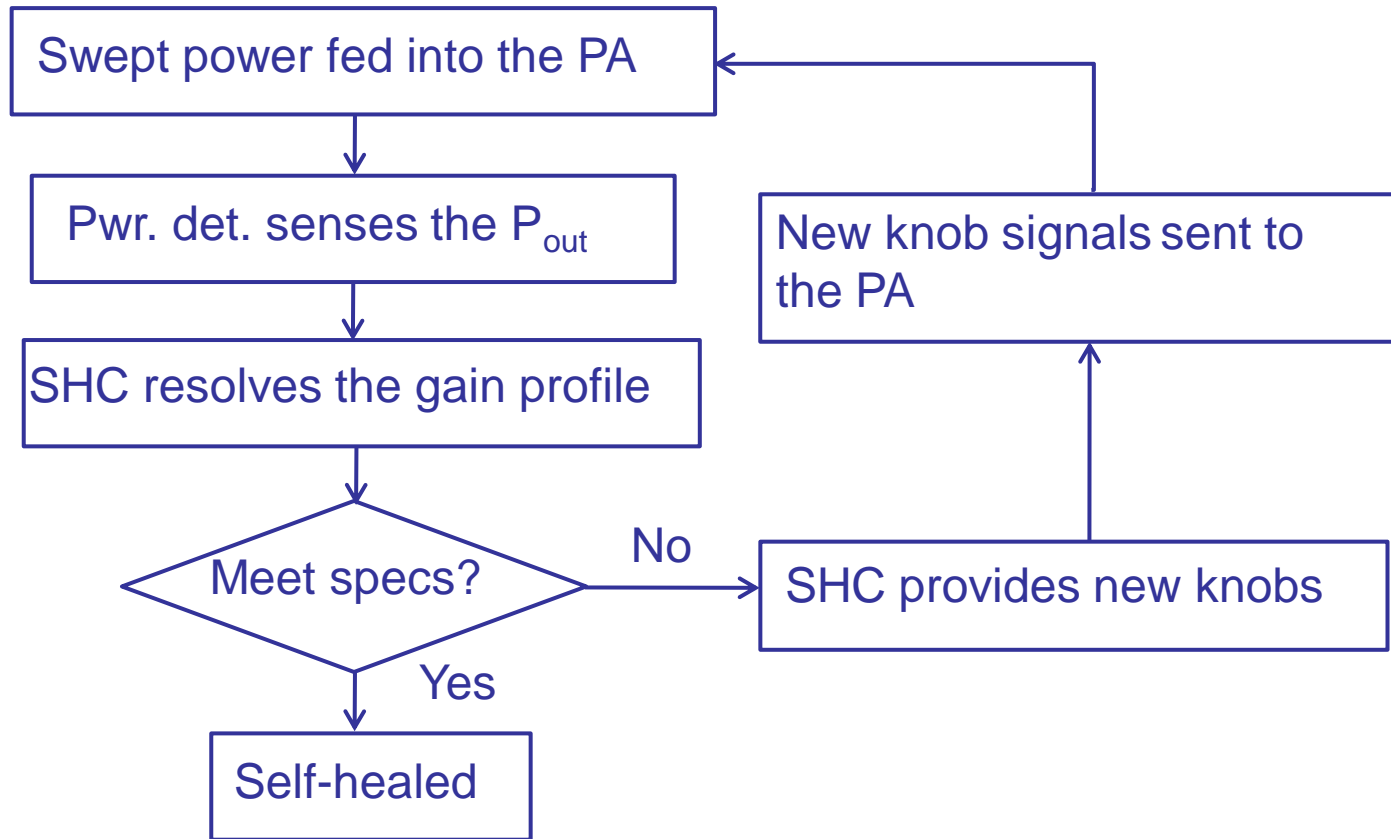 Swept power fed into the PA
Pwr. det. senses the Pout
New knob signals sent to
the PA
SHC resolves the gain profile
Meet specs?
No
SHC provides new knobs
Yes
Self-healed